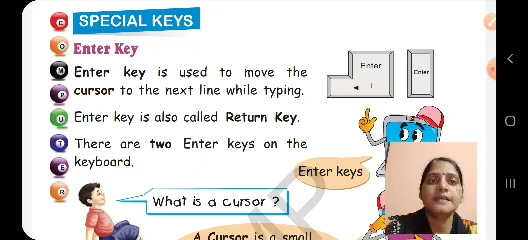 SPECIAL KEYS
Enter Key
Enter key is used to move the
cursor to the next line while typing.
Enter key is also called Return Key.
There are two Enter keys on the
keyboard.
C
O
M
P
U
T
E
R
Enter
Enter
Enter keys
What is a cursor ?
A Cursor is a small